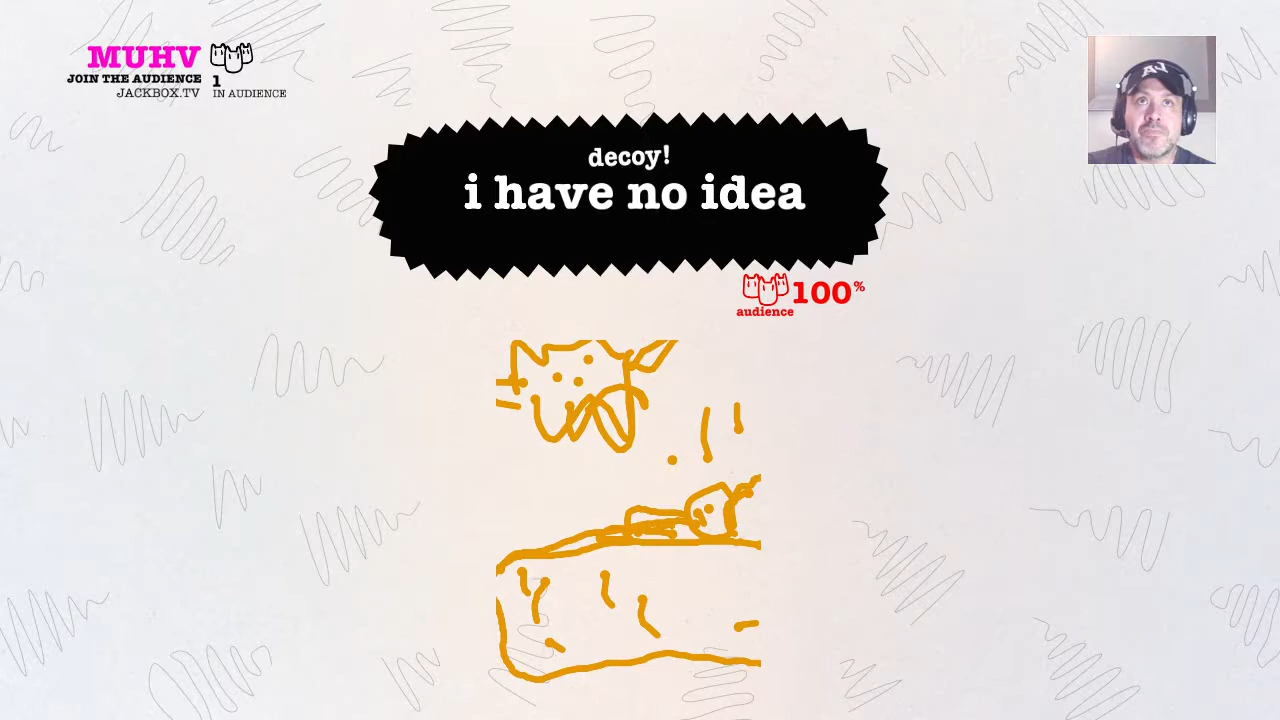 MUHV
JOIN THE AUDIENCE
JACKBOX.TV
1
IN AUDIENCE
decoy!
i have no idea
100%
audience